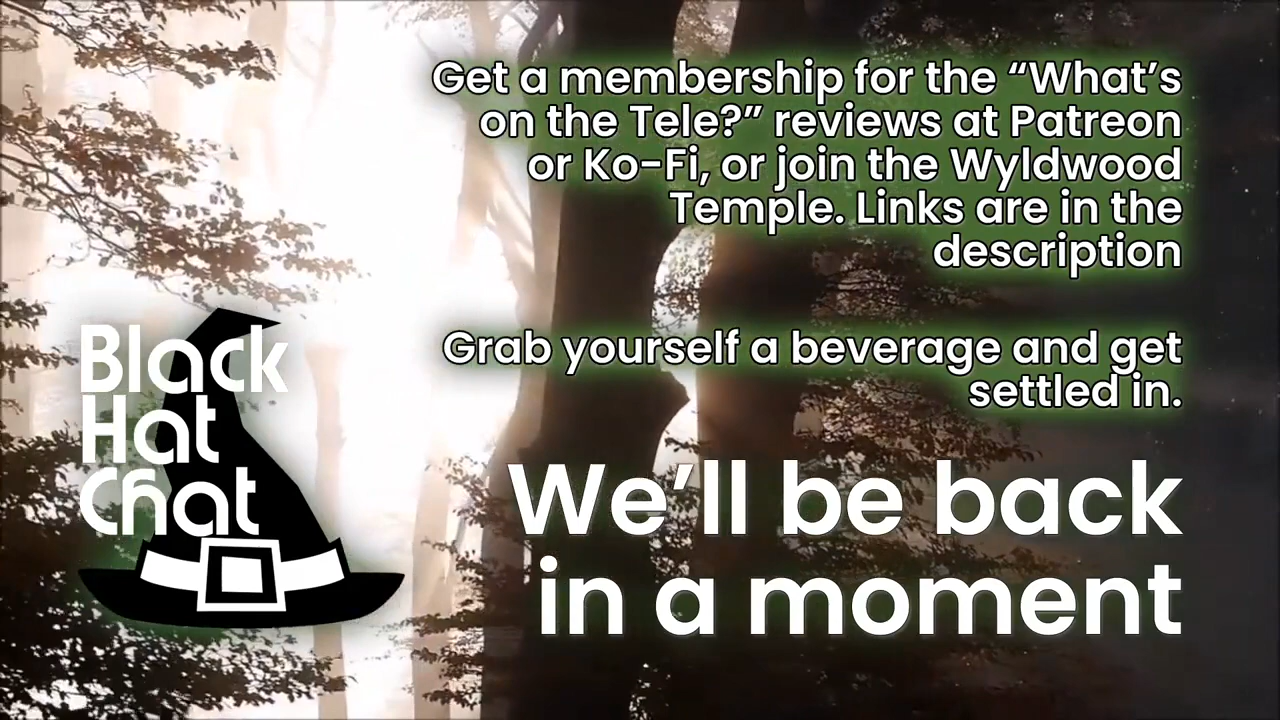 Get a membership for the “What’s
on the Tele?” reviews at Patreon
or Ko-Fi, or join the Wyldwood
Temple. Links are in the
description
Grab yourself a beverage and get
settled in.
We’ll be back
in a moment
Black
Hat
Chat